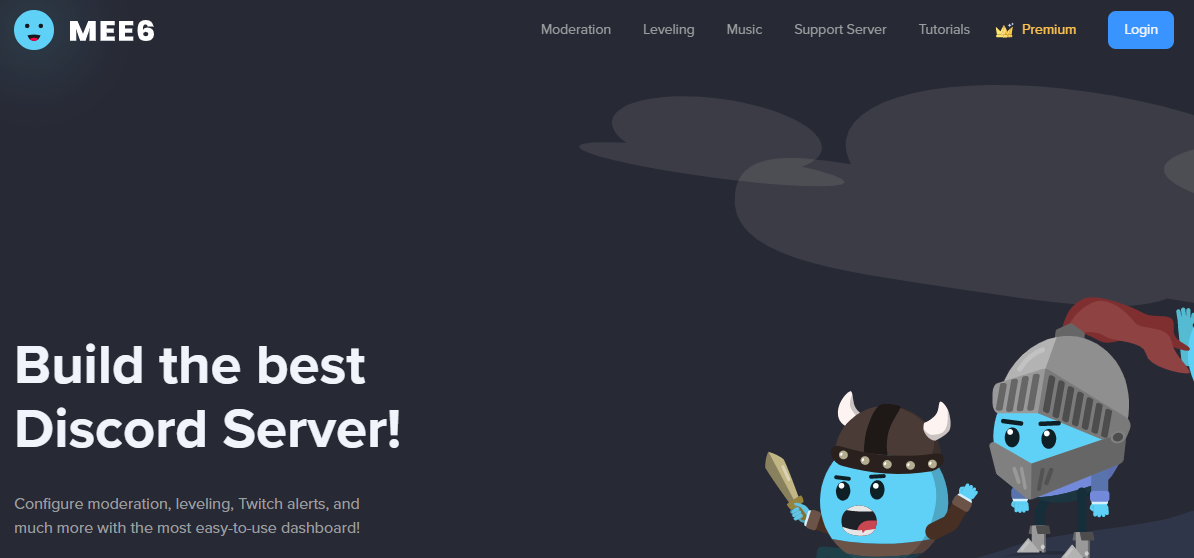 MEE6
Moderation Leveling Music Support Server Tutorials Premium Login
Build the best
Discord Server!
Configure moderation, leveling, Twitch alerts, and
much more with the most easy-to-use dashboard!